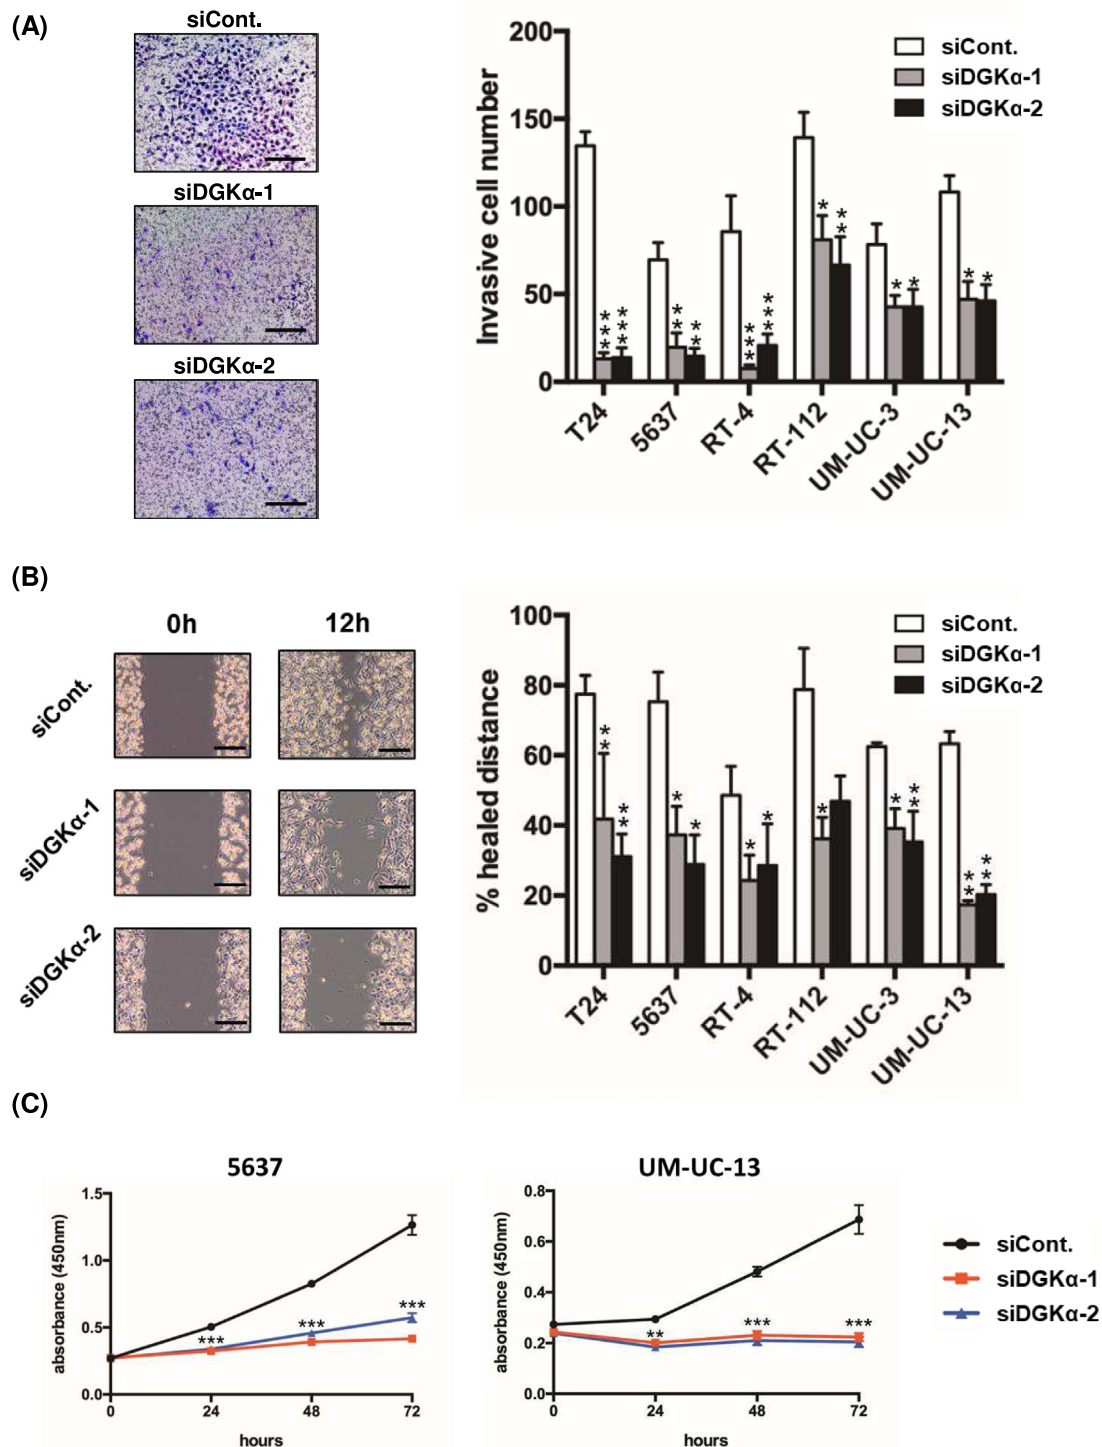 (A)
siCont.
siDGKα-1
siDGKα-2
Invasive cell number
200
150
100
50
0
siCont.
siDGKα-1
siDGKα-2
***
***
**
**
***
***
*
**
*
*
*
*
T24
5637
RT-4
RT-112
UM-UC-3
UM-UC-13
(B)
0h
12h
siCont.
siDGKα-1
siDGKα-2
% healed distance
100
80
60
40
20
0
siCont.
siDGKα-1
siDGKα-2
**
**
*
*
*
*
*
*
**
**
**
T24
5637
RT-4
RT-112
UM-UC-3
UM-UC-13
(C)
5637
absorbance (450nm)
1.5
1.0
0.5
0.0
***
***
***
0
24
48
72
hours
UM-UC-13
absorbance (450nm)
0.8
0.6
0.4
0.2
0.0
**
***
***
0
24
48
72
hours
siCont.
siDGKα-1
siDGKα-2